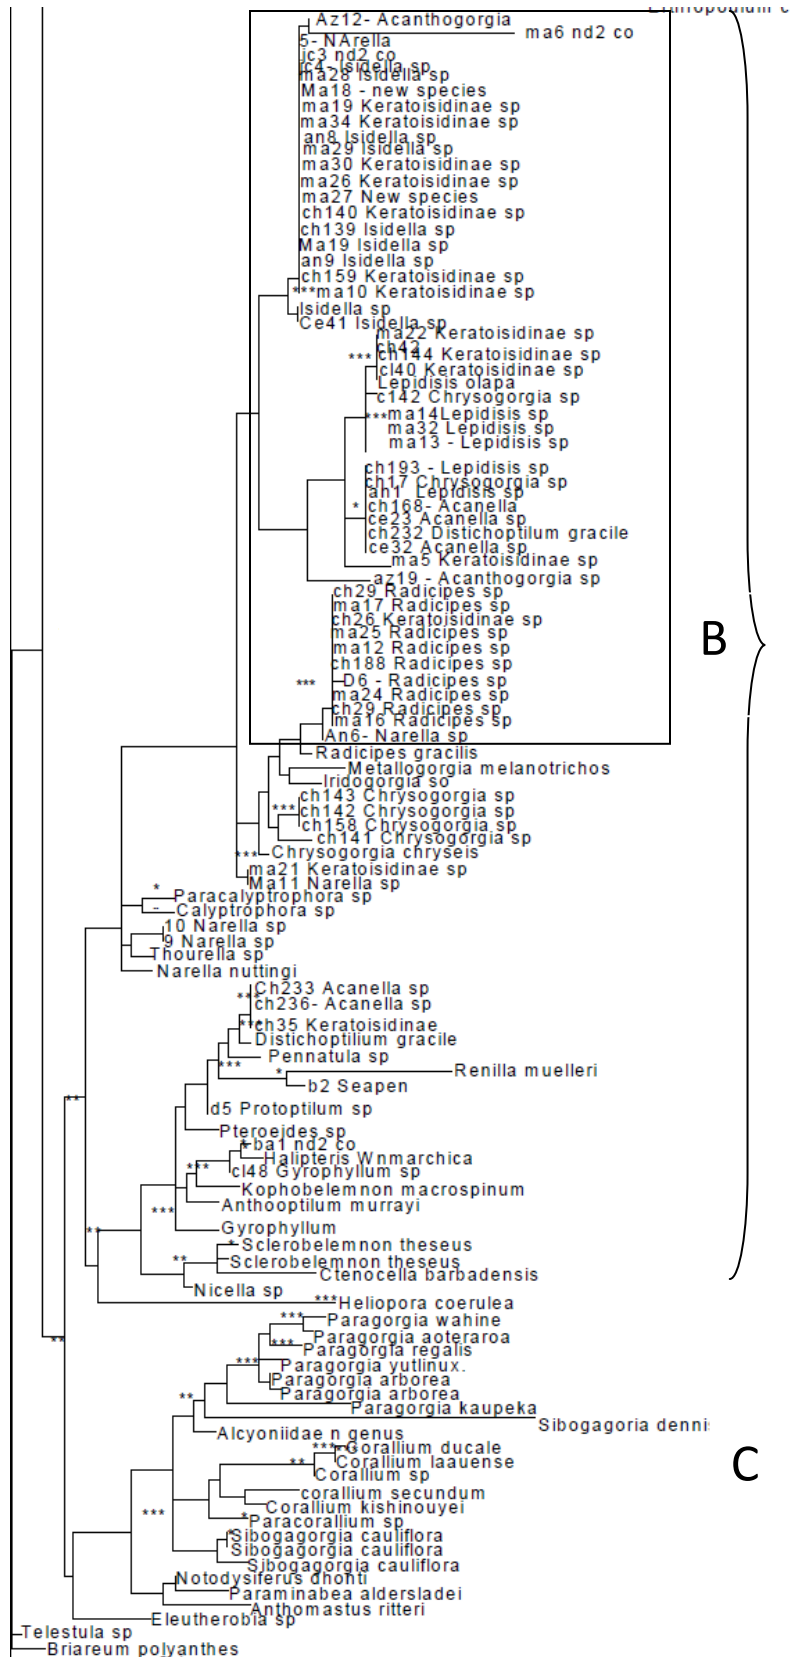 Az12- Acanthogorgia
ma6 nd2 co
5- NArella
jc3 nd2 co
jc4- Isidella sp
ma28 Isidella sp
Ma18 - new species
ma19 Keratoisidinae sp
ma34 Keratoisidinae sp
an8 Isidella sp
ma29 Isidella sp
ma30 Keratoisidinae sp
ma26 Keratoisidinae sp
ma27 New species
ch140 Keratoisidinae sp
ch139 Isidella sp
Ma19 Isidella sp
an9 Isidella sp
ch159 Keratoisidinae sp
***ma10 Keratoisidinae sp
Isidella sp
Ce41 Isidella sp
ma22 Keratoisidinae sp
ch42
*** ch144 Keratoisidinae sp
cl40 Keratoisidinae sp
Lepidisis olapa
c142 Chrysogorgia sp
***ma14Lepidisis sp
ma32 Lepidisis sp
ma13 - Lepidisis sp
ch193 - Lepidisis sp
ch17 Chrysogorgia sp
an1 Lepidisis sp
* ch168- Acanella
ce23 Acanella sp
ch232 Distichoptilum gracile
ce32 Acanella sp
ma5 Keratoisidinae sp
az19 - Acanthogorgia sp
ch29 Radicipes sp
ma17 Radicipes sp
ch26 Keratoisidinae sp
ma25 Radicipes sp
B
ma12 Radicipes sp
ch188 Radicipes sp
*** D6 - Radicipes sp
ma24 Radicipes sp
ch29 Radicipes sp
ma16 Radicipes sp
An6- Narella sp
Radicipes gracilis
Metallogorgia melanotrichos
Iridogorgia so
ch143 Chrysogorgia sp
*** ch142 Chrysogorgia sp
ch158 Chrysogorgia sp
ch141 Chrysogorgia sp
*** Chrysogorgia chryseis
ma21 Keratoisidinae sp
Ma11 Narella sp
* Paracalyptrophora sp
Calyptrophora sp
10 Narella sp
9 Narella sp
Thourella sp
Narella nuttingi
Ch233 Acanella sp
*** ch236- Acanella sp
*** ch35 Keratoisidinae
Distichoptilium gracile
Pennatula sp
***
* Renilla muelleri
b2 Seapen
** d5 Protoptilum sp
Pteroeides sp
* ba1 nd2 co
Halipteris Wnmarchica
*** cl48 Gyrophyllum sp
Kophobelemnon macrospinum
Anthooptilum murrayi
***
** Gyrophyllum
* Sclerobelemnon theseus
** Sclerobelemnon theseus
Ctenocella barbadensis
Nicella sp
***Heliopora coerulea
*** Paragorgia wahine
** Paragorgia aoteraroa
*** Paragorgia regalis
*** Paragorgia yutlinux.
Paragorgia arborea
Paragorgia arborea
** Paragorgia kaupeka
Sibogagoria denni
Alcyoniidae n genus
*** Corallium ducale
** Corallium laauense
C
Corallium sp
corallium secundum
Corallium kishinouyei
*** * Paracorallium sp
* Sibogagorgia cauliflora
Sibogagorgia cauliflora
Sibogagorgia cauliflora
Notodysiferus dhonti
Paraminabea aldersladei
Anthomastus ritteri
Eleutherobia sp
Telestula sp
Briareum polyanthes